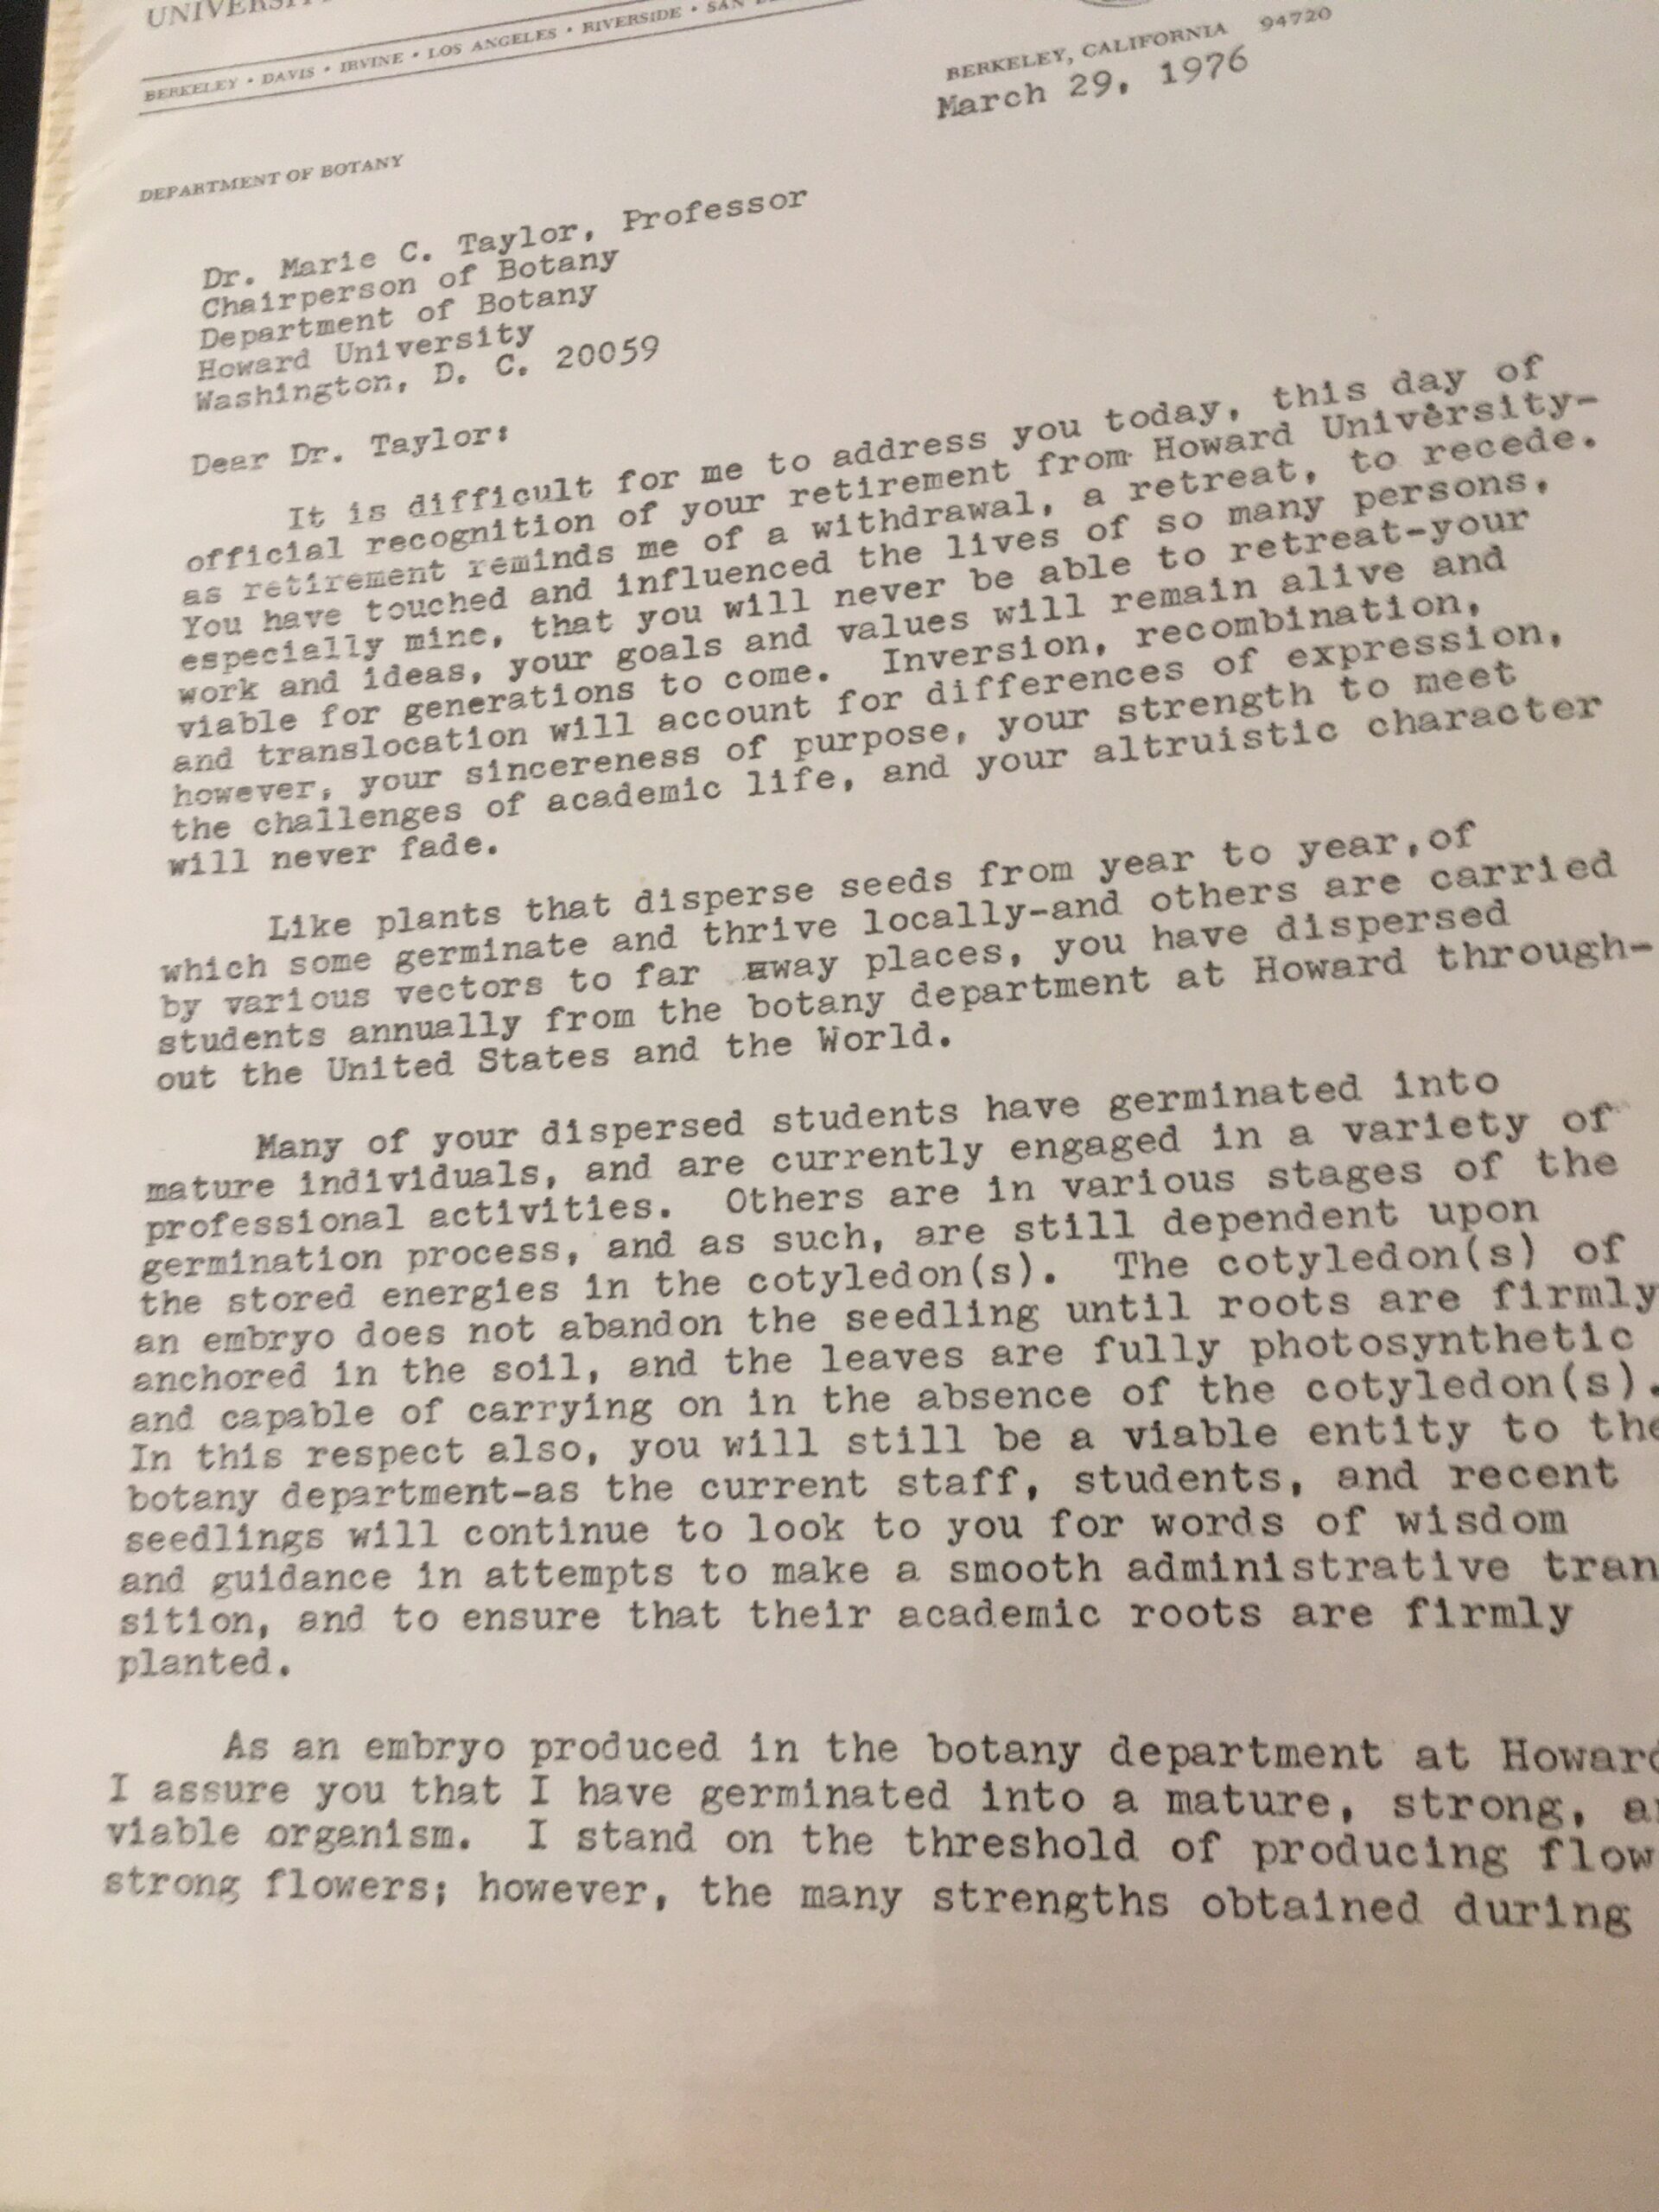 BERKELEY • DAVIS • IRVINE • LOS ANGELES • RIVERSIDE • SAN
BERKELEY, CALIFORNIA 94720
March 29, 1976
DEPARTMENT OF BOTANY
Dr. Marie C. Taylor, Professor
Chairperson of Botany
Department of Botany
Howard University
Washington, D. C. 20059
Dear Dr. Taylor:
It is difficult for me to address you today, this day of
official recognition of your retirement from Howard University-
as retirement reminds me of a withdrawal, a retreat, to recede.
You have touched and influenced the lives of so many persons,
especially mine, that you will never be able to retreat-your
work and ideas, your goals and values will remain alive and
viable for generations to come. Inversion, recombination,
and translocation will account for differences of expression,
however, your sincereness of purpose, your strength to meet
the challenges of academic life, and your altruistic character
will never fade.
Like plants that disperse seeds from year to year,of
which some germinate and thrive locally-and others are carried
by various vectors to far away places, you have dispersed
students annually from the botany department at Howard through-
out the United States and the World.
Many of your dispersed students have germinated into
mature individuals, and are currently engaged in a variety of
professional activities. Others are in various stages of the
germination process, and as such, are still dependent upon
the stored energies in the cotyledon(s). The cotyledon(s) of
an embryo does not abandon the seedling until roots are firmly
anchored in the soil, and the leaves are fully photosynthetic
and capable of carrying on in the absence of the cotyledon(s).
In this respect also, you will still be a viable entity to the
botany department-as the current staff, students, and recent
seedlings will continue to look to you for words of wisdom
and guidance in attempts to make a smooth administrative tran
sition, and to ensure that their academic roots are firmly
planted.
As an embryo produced in the botany department at Howard
I assure you that I have germinated into a mature, strong,
viable organism. I stand on the threshold of producing flow
strong flowers; however, the many strengths obtained during